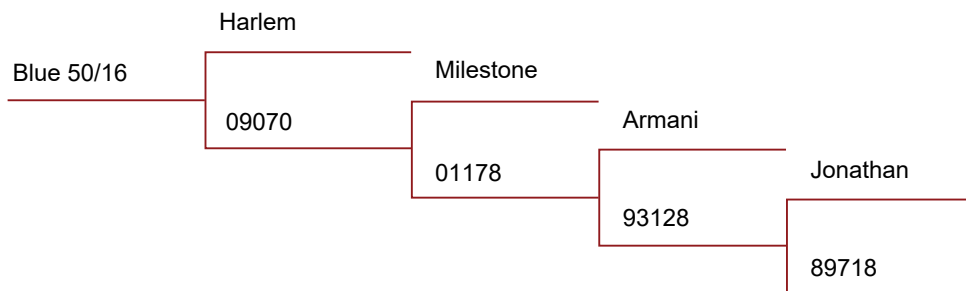 Harlem
Blue 50/16
Milestone
09070
Armani
01178
Jonathan
93128
89718